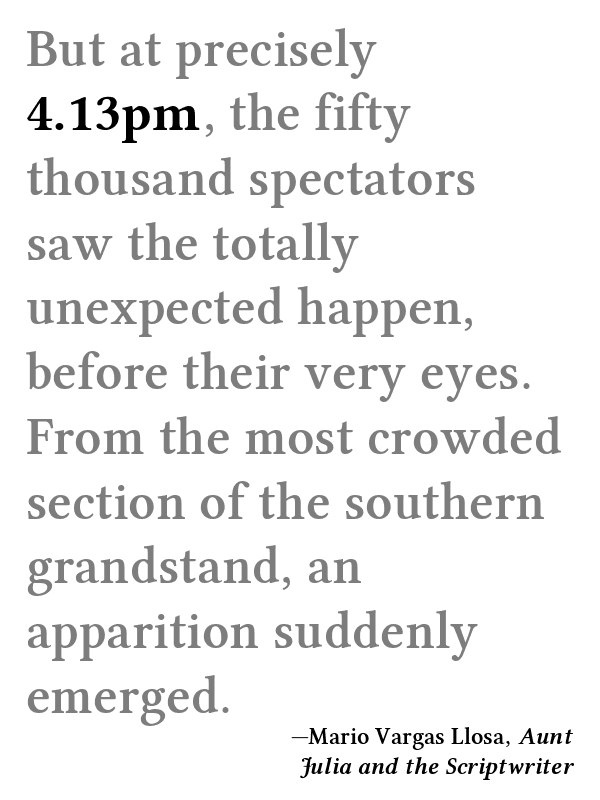 But at precisely
4.13pm, the fifty
thousand spectators
saw the totally
unexpected happen,
before their very eyes.
From the most crowded
section of the southern
grandstand, an
apparition suddenly
emerged.
—Mario Vargas Llosa, Aunt
Julia and the Scriptwriter